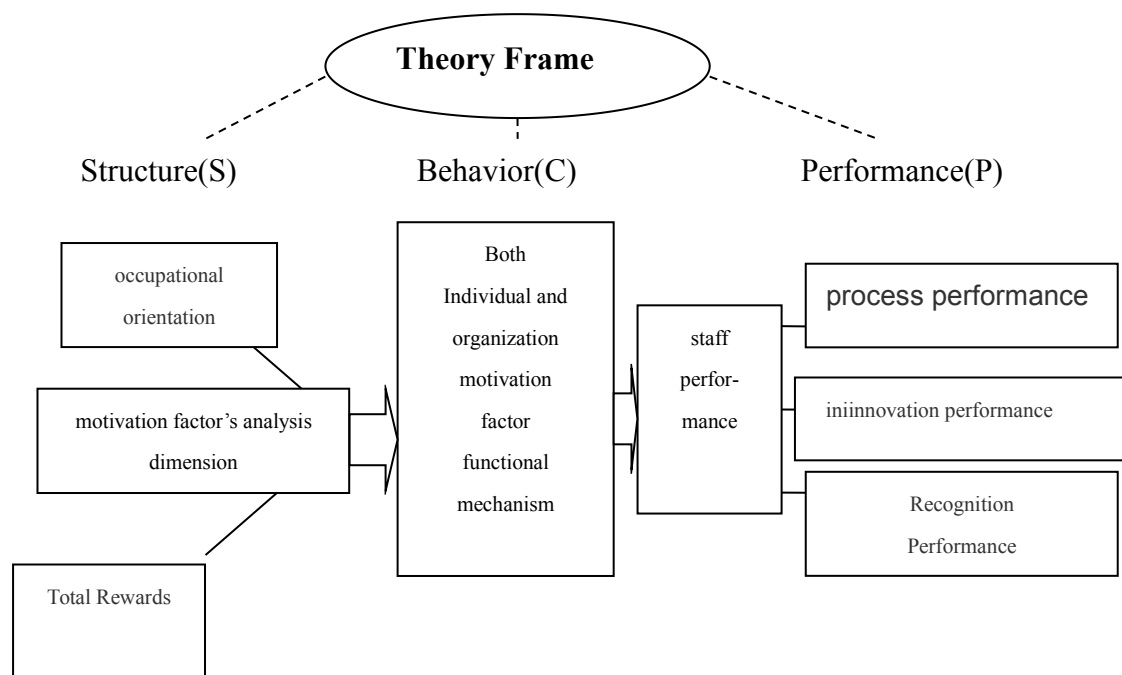 Theory Frame
Structure(S)
Behavior(C)
Performance(P)
occupational
orientation
motivation factor’s analysis
dimension
Total Rewards
Both
Individual and
organization
motivation
factor
functional
mechanism
staff
perfor-
mance
process performance
iniinnovation performance
Recognition
Performance